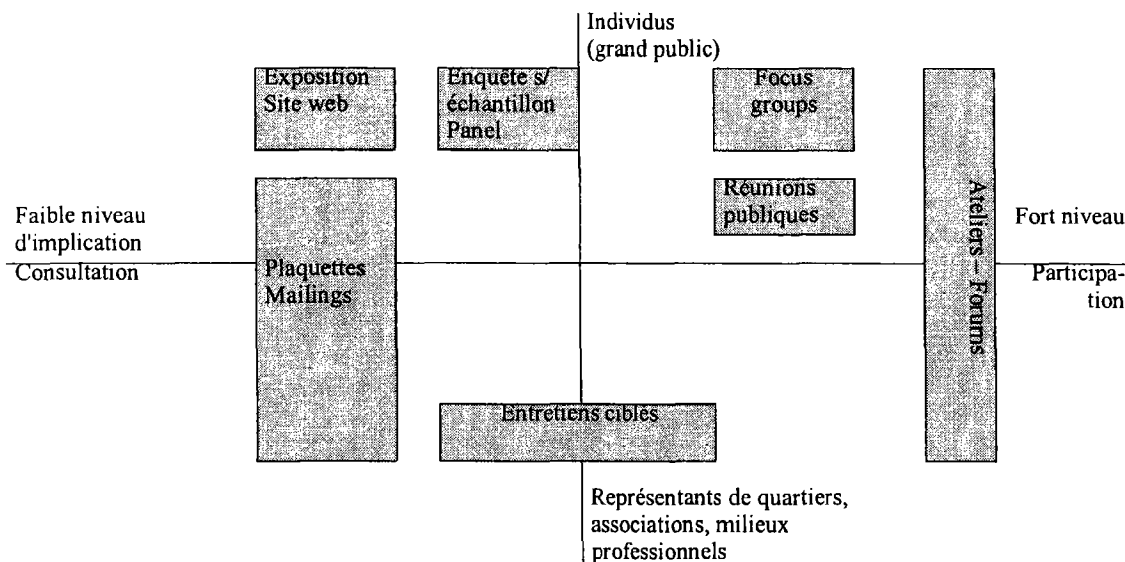 Individus
(grand public)
Exposition
Site web
Enquête s/
échantillon
Panel
Focus
groups
Réunions
publiques
Ateliers – Forums
Faible niveau
d'implication
Consultation
Fort niveau
Participa-
tion
Plaquettes
Mailings
Entretiens ciblés
Représentants de quartiers,
associations, milieux
professionnels